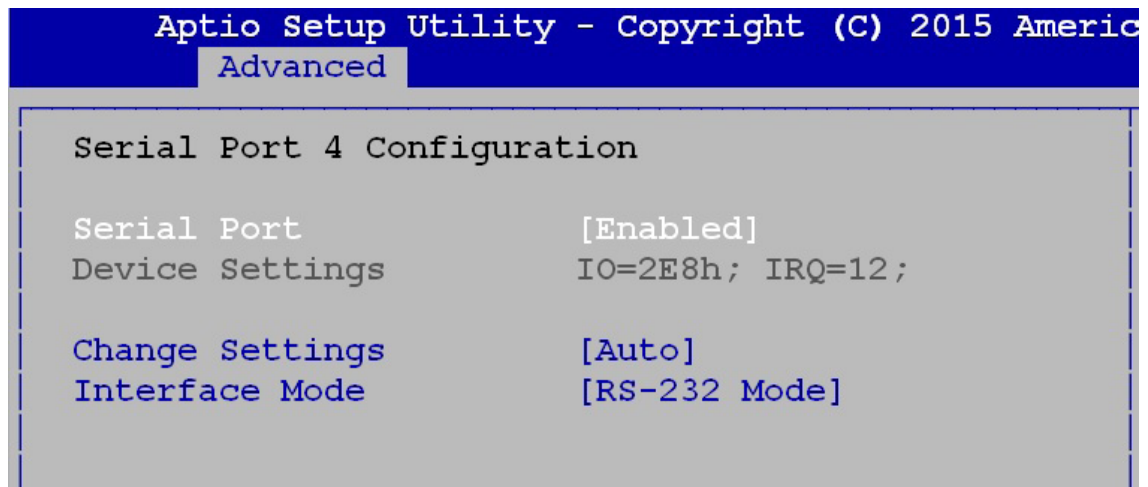 Aptio Setup Utility - Copyright (C) 2015 Americ
Advanced
Serial Port 4 Configuration
Serial Port [Enabled]
Device Settings IO=2E8h; IRQ=12;
Change Settings [Auto]
Interface Mode [RS-232 Mode]